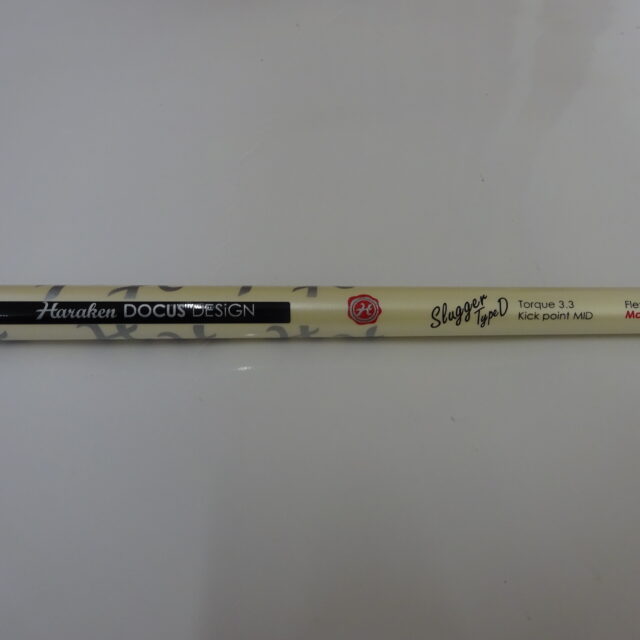 Haraken DOCUS DESiGN
H
Slugger
Type D
Torque 3.3
Kick point MID